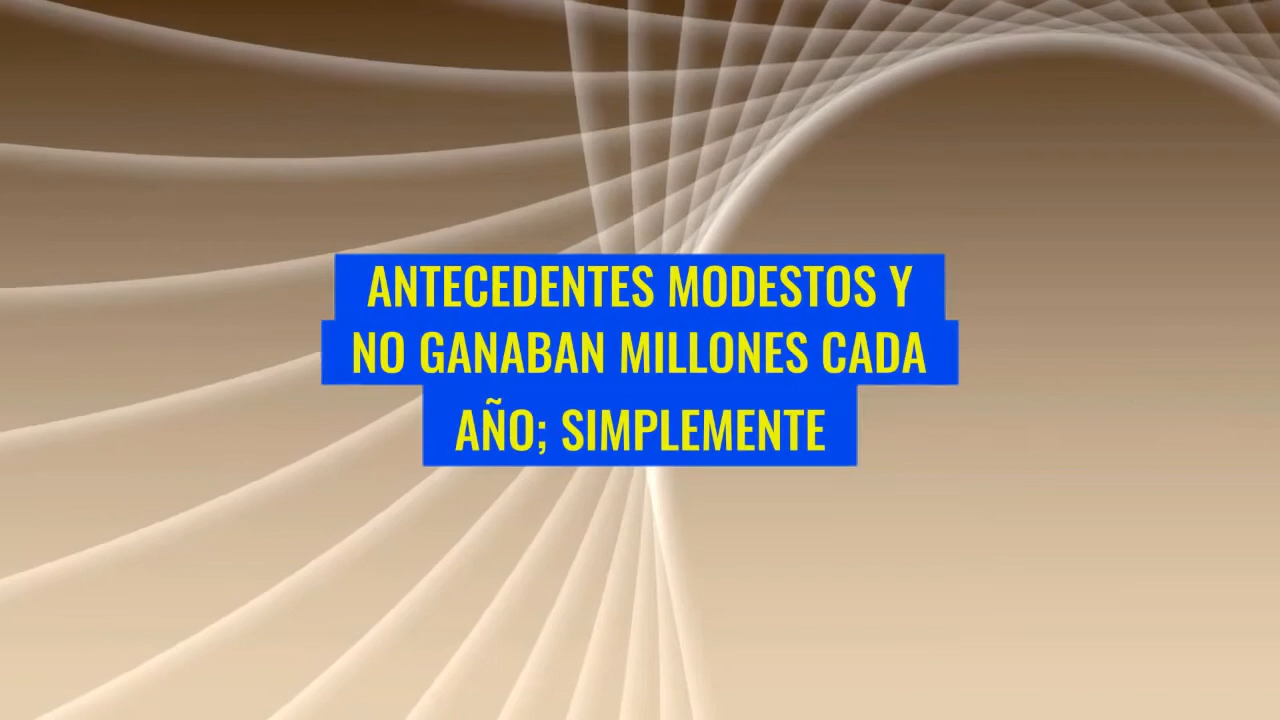 ANTECEDENTES MODESTOS Y
NO GANABAN MILLONES CADA
AÑO; SIMPLEMENTE